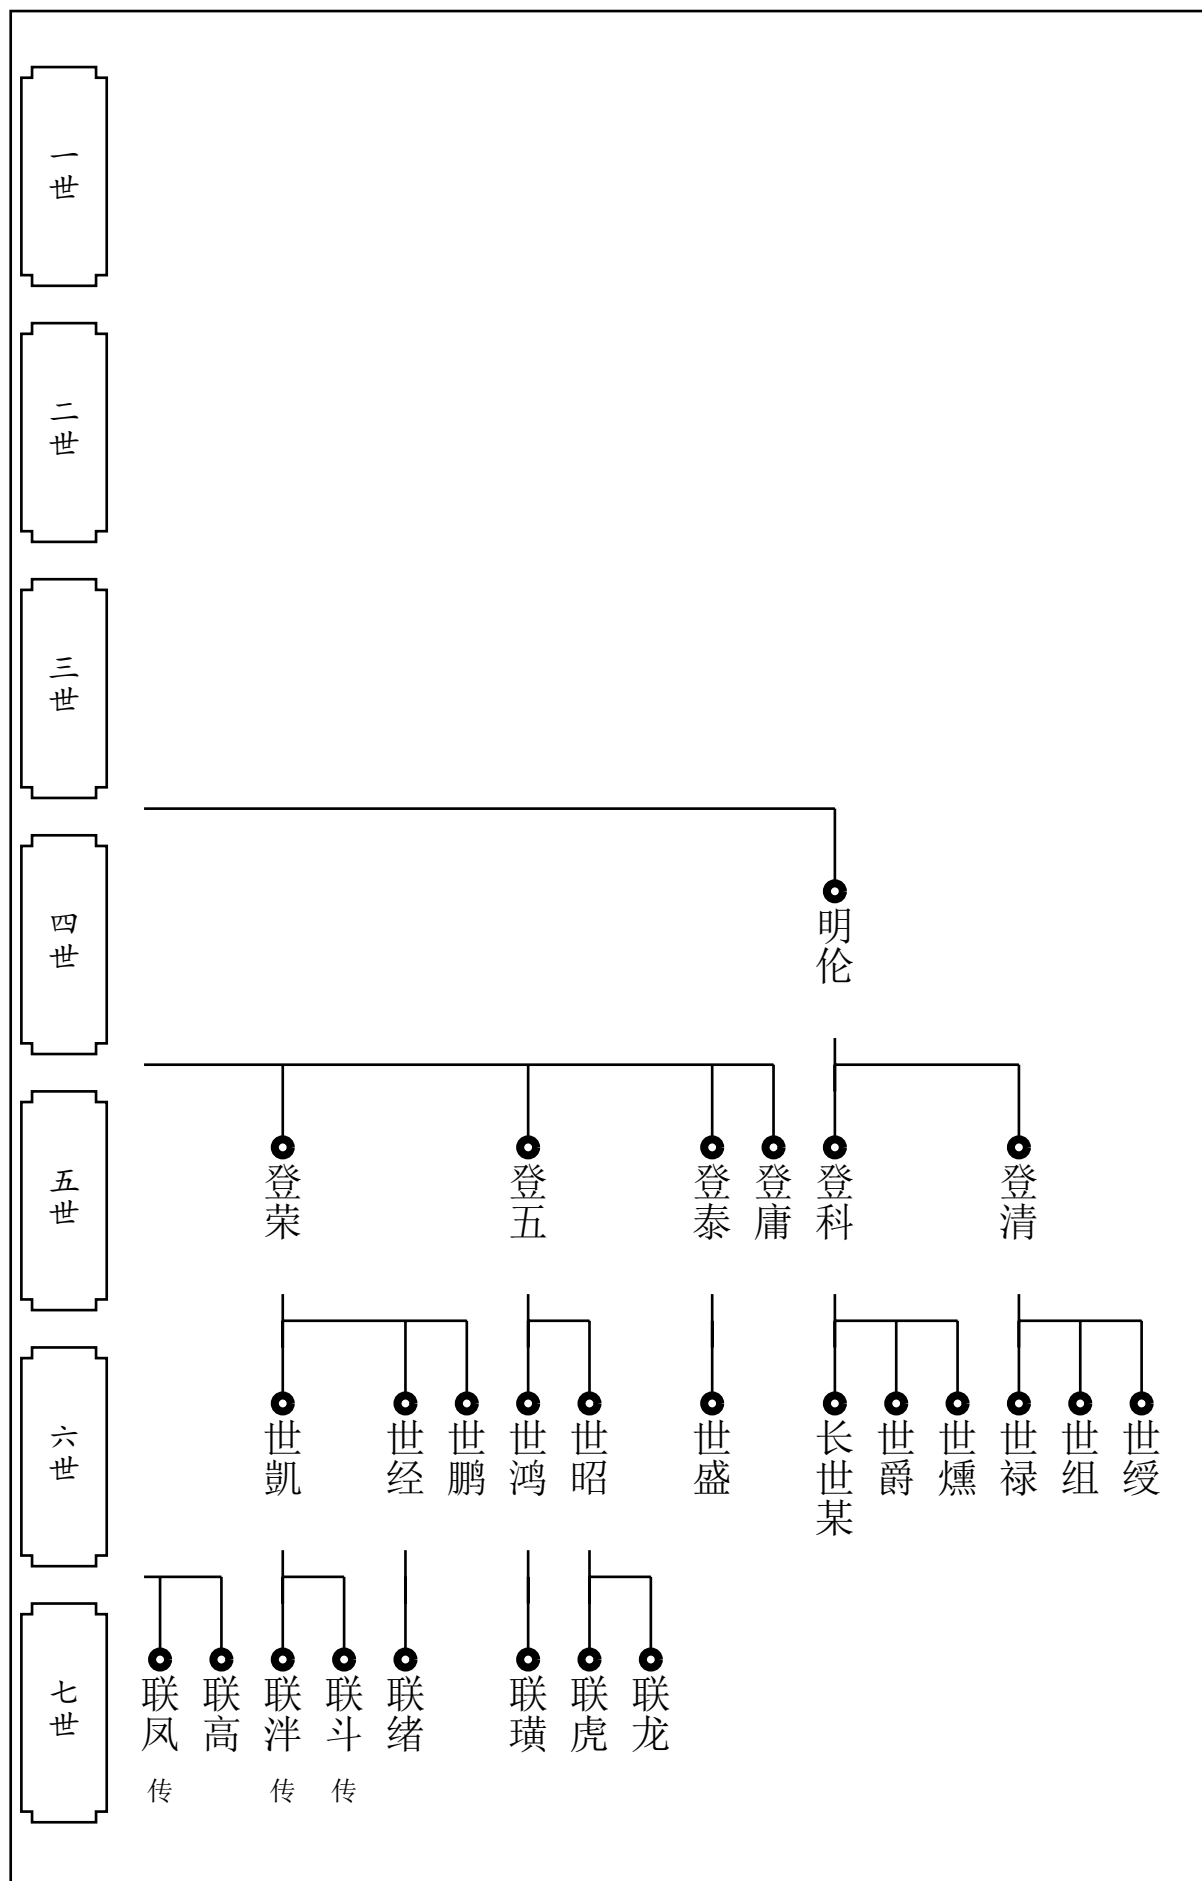 一世
二世
三世
四世
五世
六世
七世
明伦
登荣
登五
登泰
登庸
登科
登清
世凱
世经
世鹏
世鸿
世昭
世盛
长世某
世爵
世燻
世禄
世组
世绶
联凤
传
联高
联泮
传
联斗
传
联绪
联璜
联虎
联龙